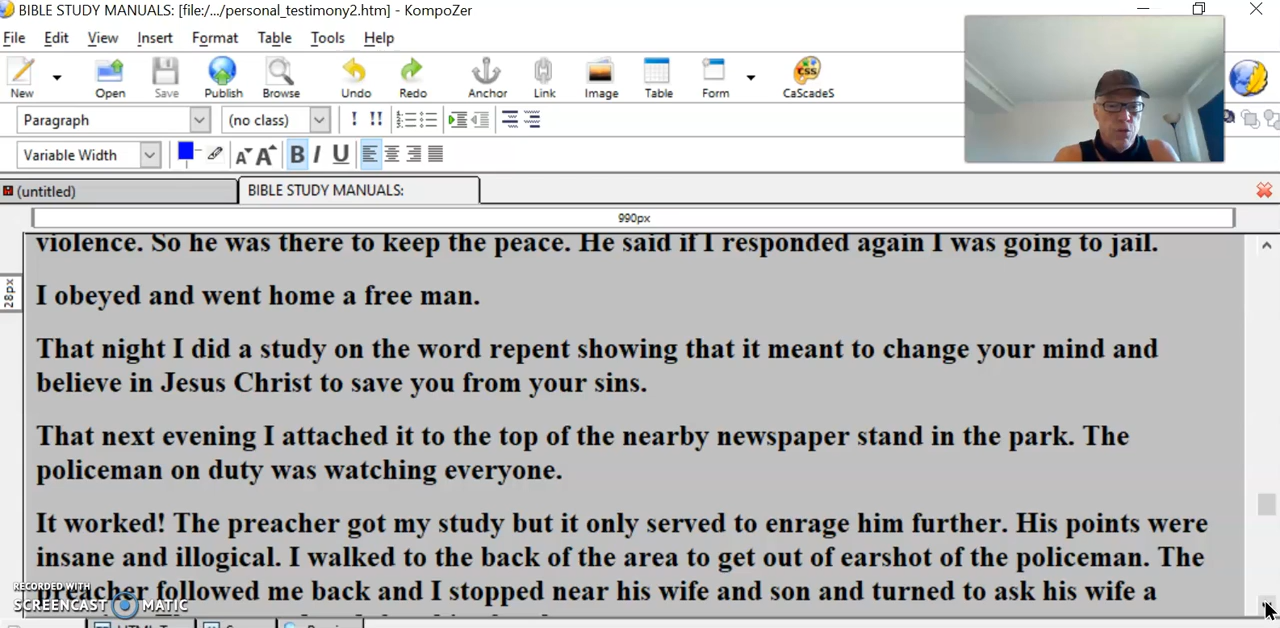 BIBLE STUDY MANUALS: [file:/.../personal_testimony2.htm] - KompoZer
File Edit View Insert Format Table Tools Help
New Open Save Publish Browse Undo Redo Anchor Link Image Table Form CaScadeS
Paragraph (no class)
Variable Width
(untitled) BIBLE STUDY MANUALS:
990px
28px
violence. So he was there to keep the peace. He said if I responded again I was going to jail.
I obeyed and went home a free man.
That night I did a study on the word repent showing that it meant to change your mind and
believe in Jesus Christ to save you from your sins.
That next evening I attached it to the top of the nearby newspaper stand in the park. The
policeman on duty was watching everyone.
It worked! The preacher got my study but it only served to enrage him further. His points were
insane and illogical. I walked to the back of the area to get out of earshot of the policeman. The
preacher followed me back and I stopped near his wife and son and turned to ask his wife a
RECORDED WITH
SCREENCAST MATIC